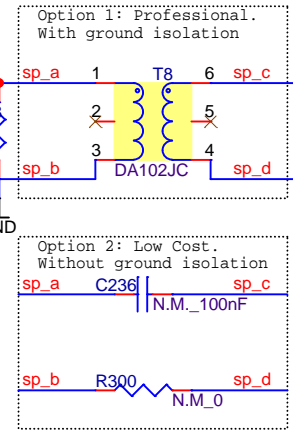 Option 1: Professional.
With ground isolation
sp_a 1 T8 6 sp_c
2 5
3 4
sp_b DA102JC sp_d
ND
Option 2: Low Cost.
Without ground isolation
sp_a C236 sp_c
N.M._100nF
sp_b R300 sp_d
N.M_0